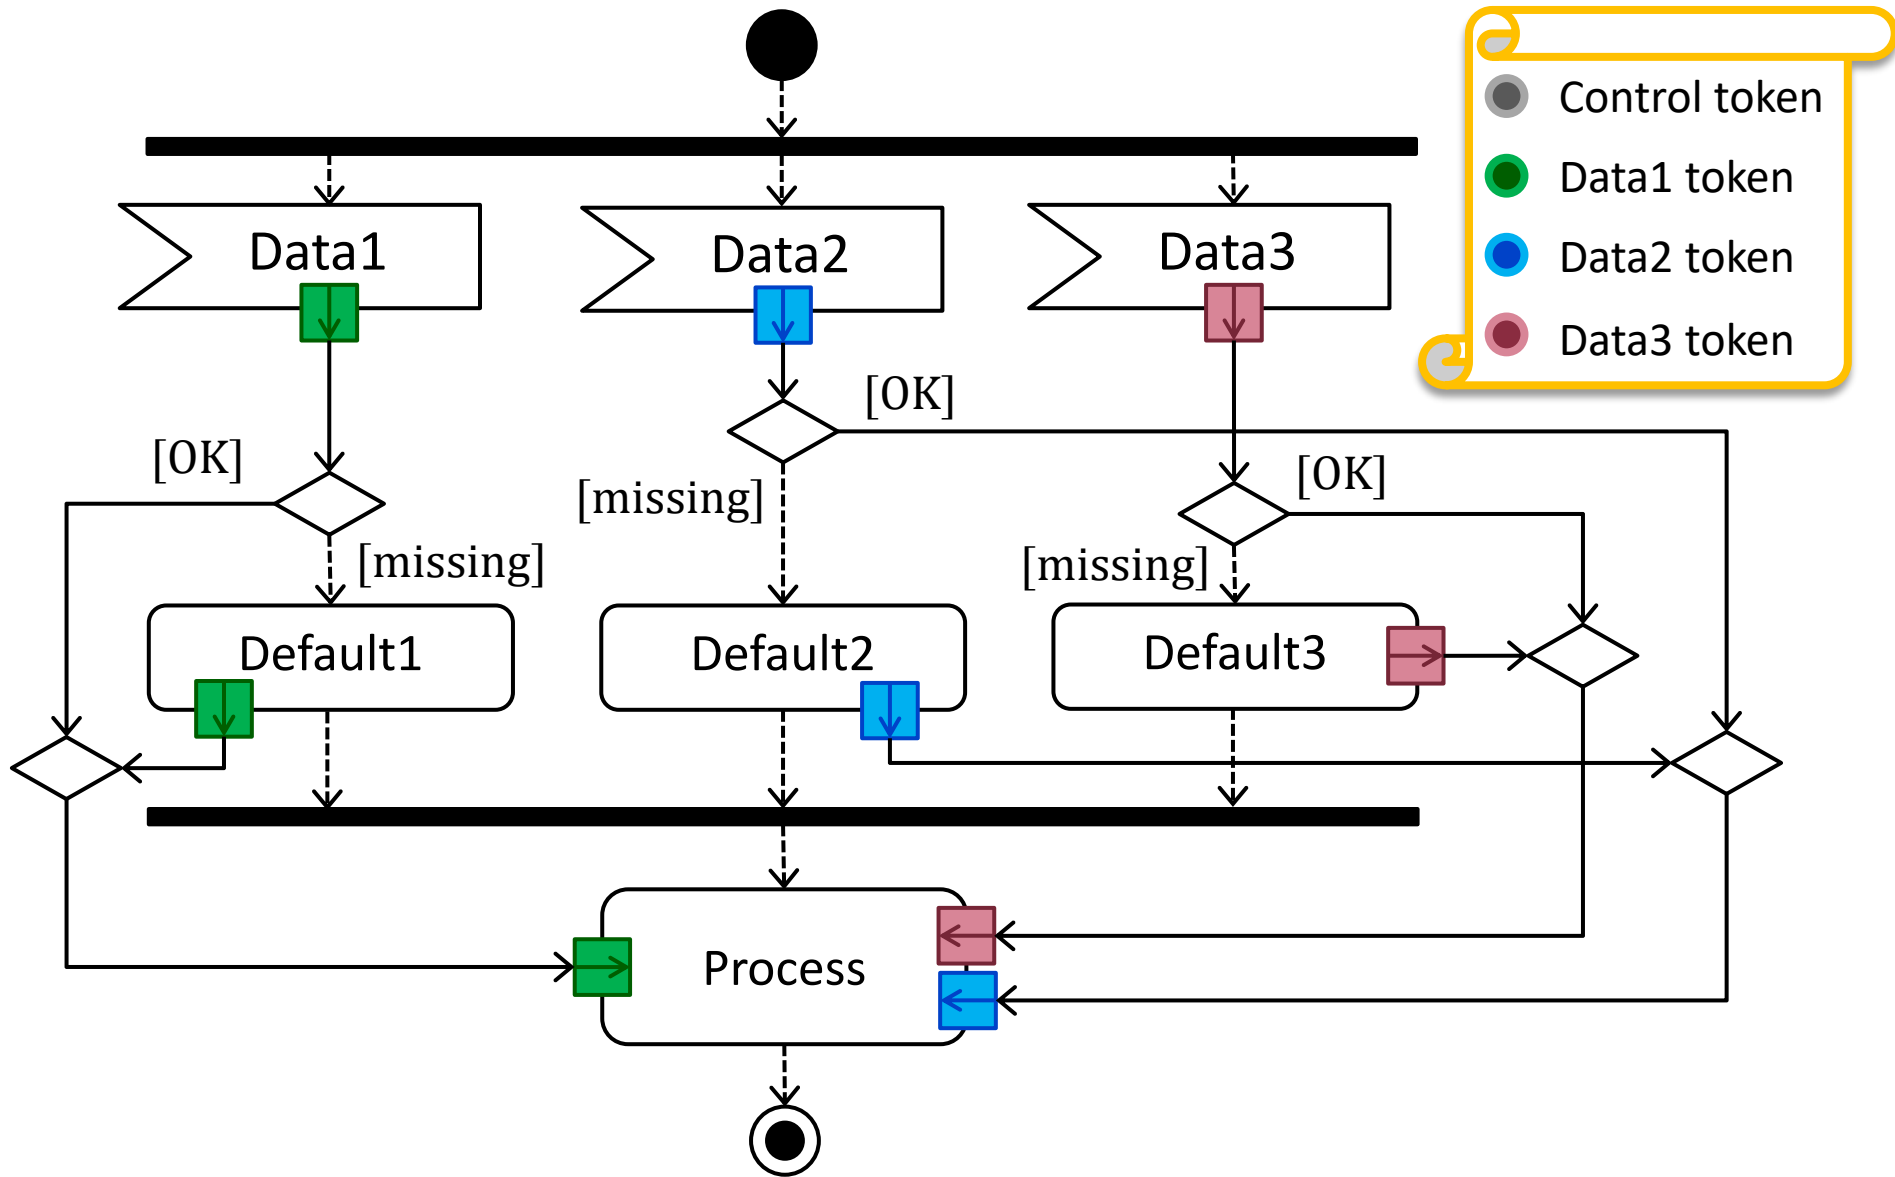 Control token
Data1 token
Data2 token
Data3 token
Data1
Data2
Data3
[OK]
[OK]
[OK]
[missing]
[missing]
[missing]
Default1
Default2
Default3
Process